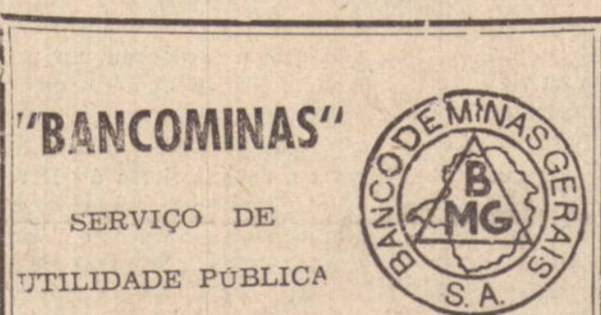 "BANCOMINAS"
SERVIÇO DE
UTILIDADE PÚBLICA
BANCO DE MINAS GERAIS
S. A.
B
MG